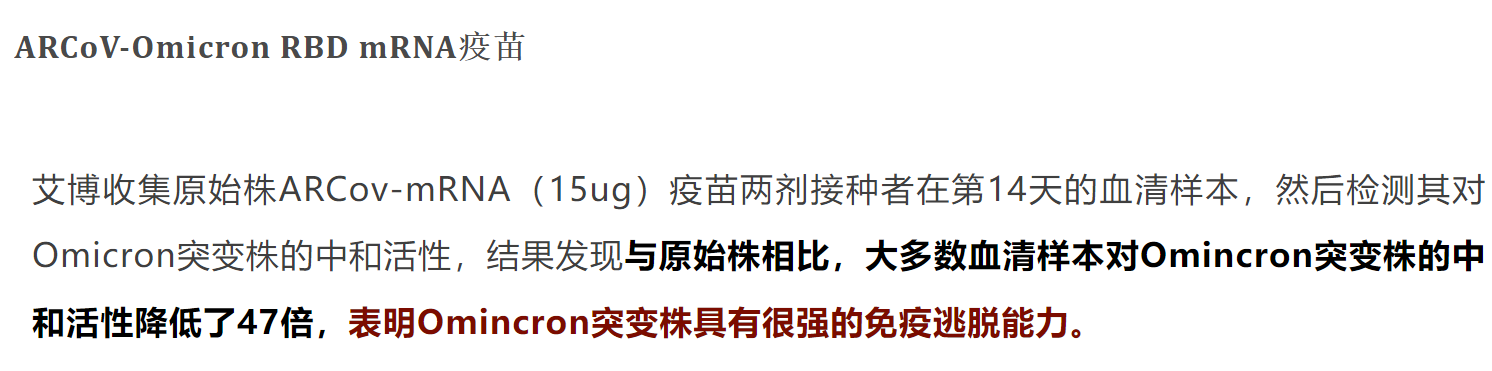 ARCoV-Omicron RBD mRNA疫苗
艾博收集原始株ARCov-mRNA（15ug）疫苗两剂接种者在第14天的血清样本，然后检测其对
Omicron突变株的中和活性，结果发现与原始株相比，大多数血清样本对Omincron突变株的中
和活性降低了47倍，表明Omincron突变株具有很强的免疫逃脱能力。